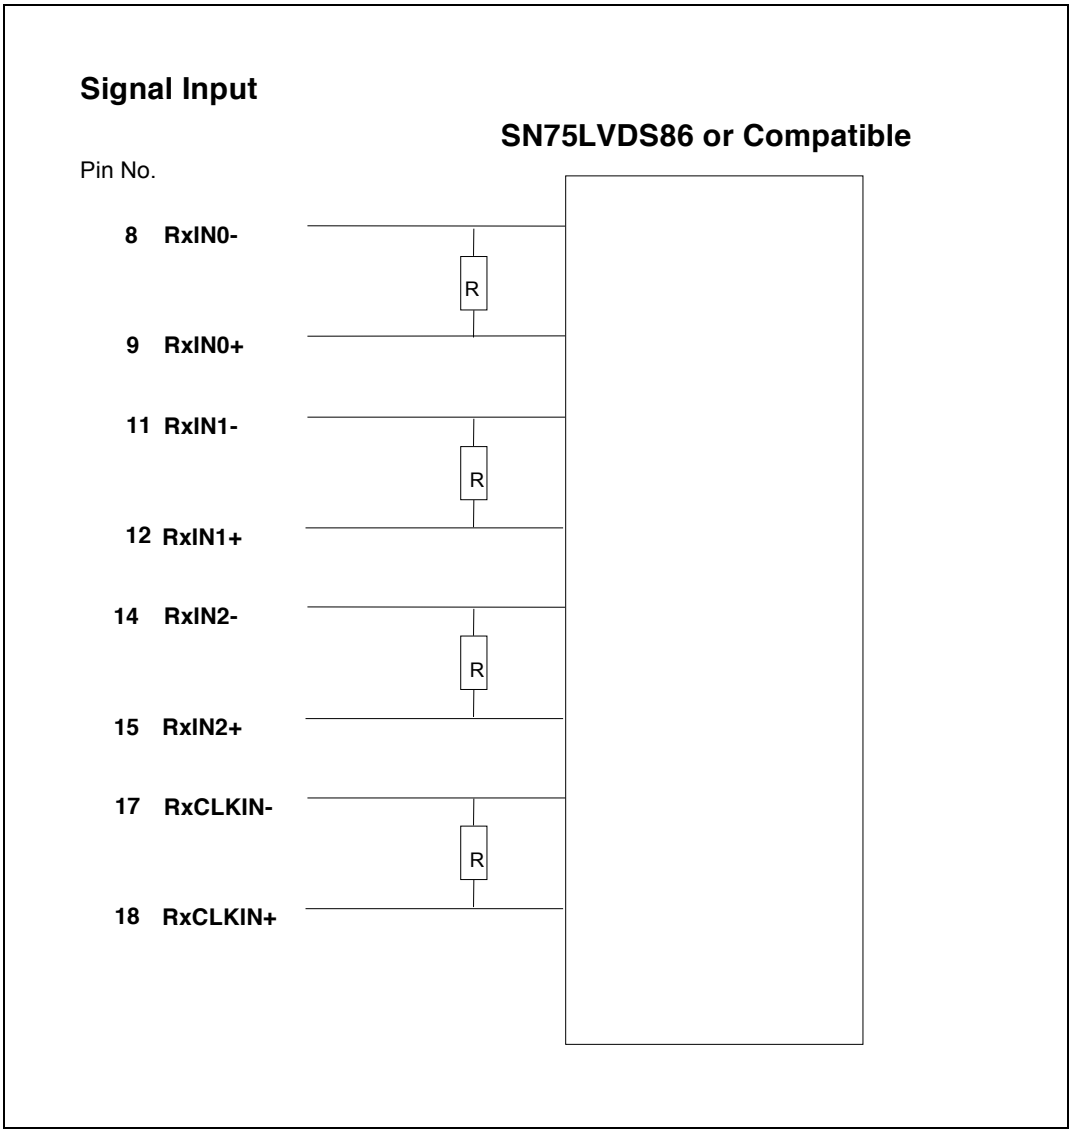 Signal Input
SN75LVDS86 or Compatible
Pin No.
8 RxIN0-
R
9 RxIN0+
11 RxIN1-
R
12 RxIN1+
14 RxIN2-
R
15 RxIN2+
17 RxCLKIN-
R
18 RxCLKIN+